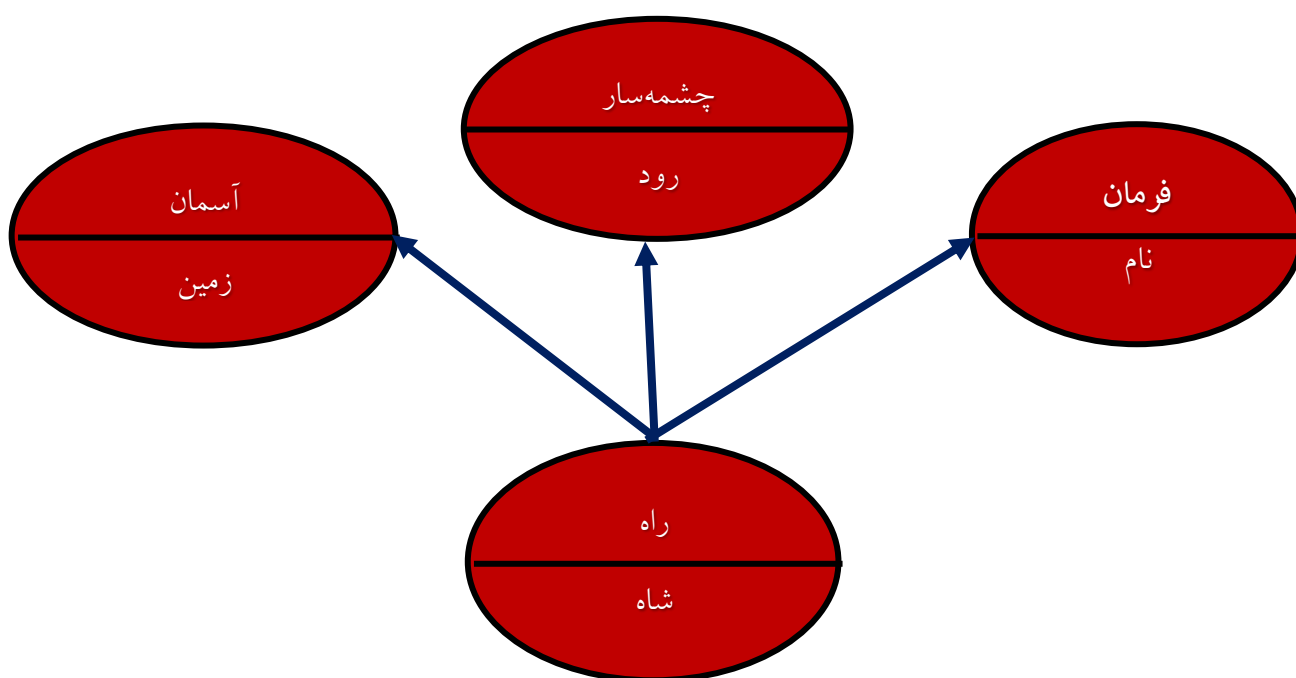 چشمه‌سار
رود
فرمان
نام
آسمان
زمین
راه
شاه